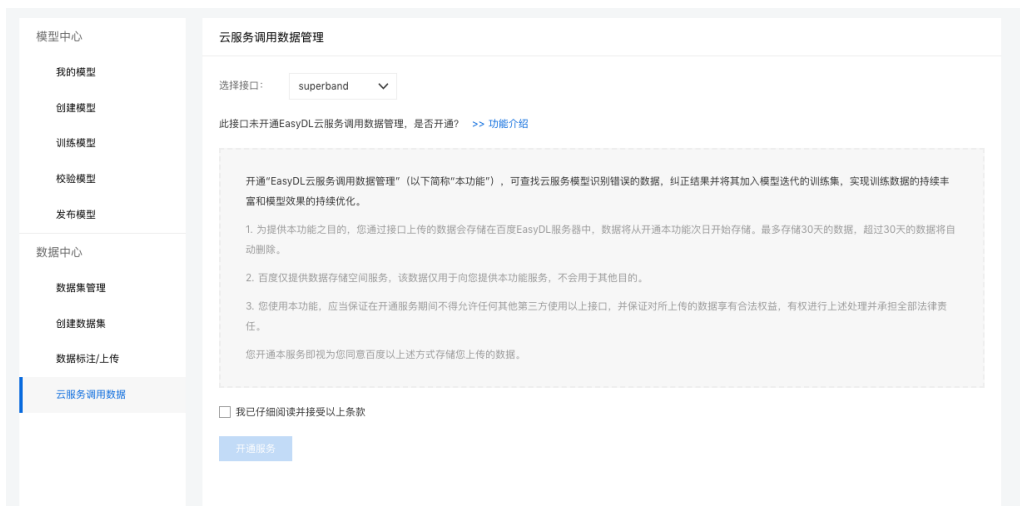 模型中心
我的模型
创建模型
训练模型
校验模型
发布模型
数据中心
数据集管理
创建数据集
数据标注/上传
云服务调用数据
云服务调用数据管理
选择接口：
superband
此接口未开通EasyDL云服务调用数据管理，是否开通？ >> 功能介绍
开通“EasyDL云服务调用数据管理”（以下简称“本功能”），可查找云服务模型识别错误的数据，纠正结果并将其加入模型迭代的训练集，实现训练数据的持续丰
富和模型效果的持续优化。
1. 为提供本功能之目的，您通过接口上传的数据会存储在百度EasyDL服务器中，数据将从开通本功能次日开始存储。最多存储30天的数据，超过30天的数据将自
动删除。
2. 百度仅提供数据存储空间服务，该数据仅用于向您提供本功能服务，不会用于其他目的。
3. 您使用本功能，应当保证在开通服务期间不得允许任何其他第三方使用以上接口，并保证对所上传的数据享有合法权益，有权进行上述处理并承担全部法律责
任。
您开通本服务即视为您同意百度以上述方式存储您上传的数据。
我已仔细阅读并接受以上条款
开通服务